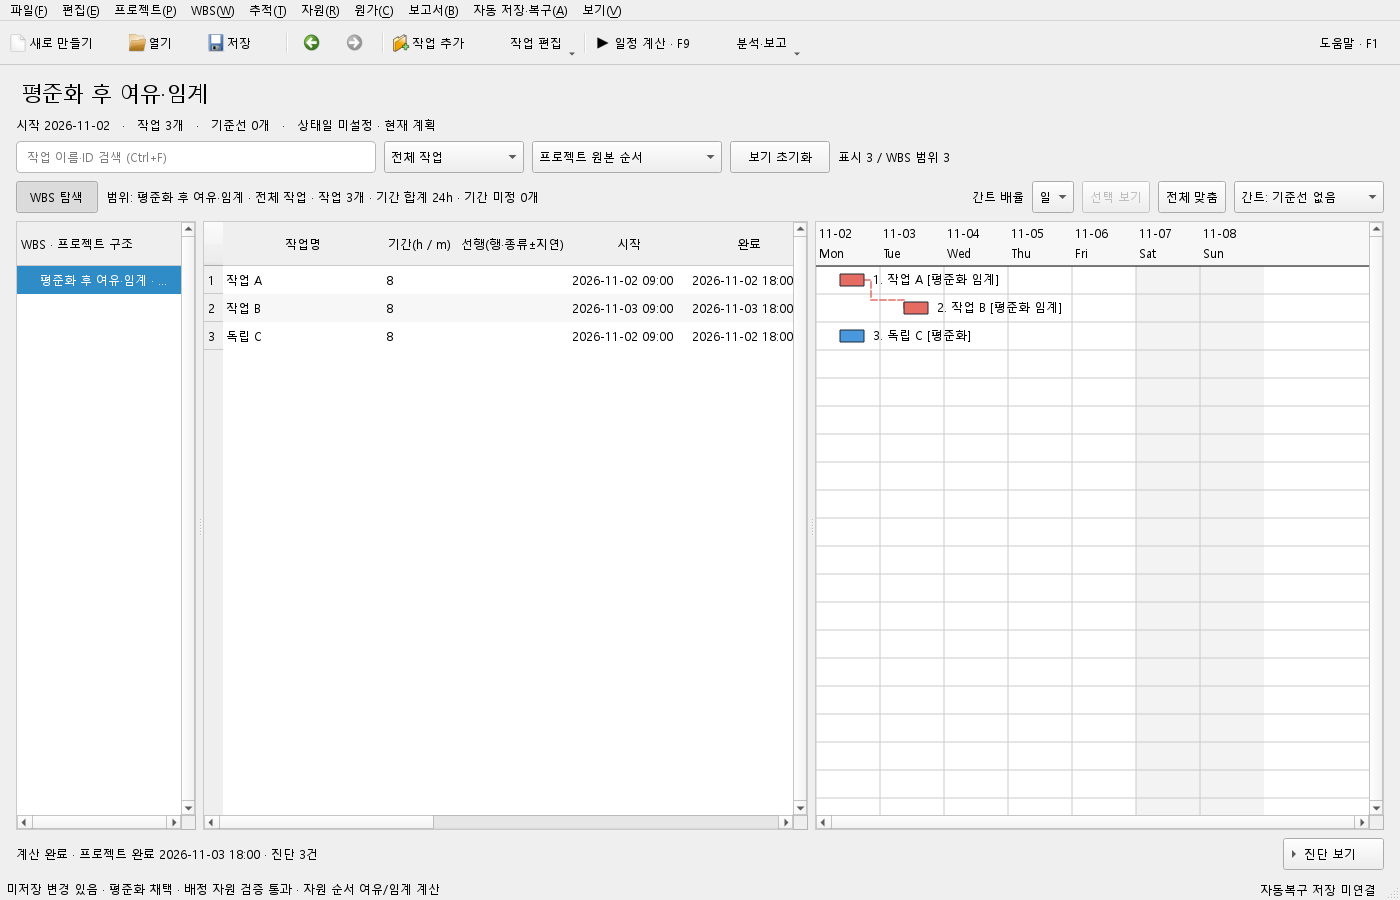 파일(F) 편집(E) 프로젝트(P) WBS(W) 추적(T) 자원(R) 원가(C) 보고서(B) 자동 저장·복구(A) 보기(V)
새로 만들기 열기 저장 작업 추가 작업 편집 일정 계산 · F9 분석·보고 도움말 · F1
평준화 후 여유·임계
시작 2026-11-02 · 작업 3개 · 기준선 0개 · 상태일 미설정 · 현재 계획
작업 이름·ID 검색 (Ctrl+F) 전체 작업 프로젝트 원본 순서 보기 초기화 표시 3 / WBS 범위 3
WBS 탐색 범위: 평준화 후 여유·임계 · 전체 작업 · 작업 3개 · 기간 합계 24h · 기간 미정 0개 간트 배율 일 선택 보기 전체 맞춤 간트: 기준선 없음
WBS · 프로젝트 구조
평준화 후 여유·임계 · ...
작업명 기간(h / m) 선행(행·종류±지연) 시작 완료
1 작업 A 8 2026-11-02 09:00 2026-11-02 18:00
2 작업 B 8 2026-11-03 09:00 2026-11-03 18:00
3 독립 C 8 2026-11-02 09:00 2026-11-02 18:00
11-02 11-03 11-04 11-05 11-06 11-07 11-08
Mon Tue Wed Thu Fri Sat Sun
1. 작업 A [평준화 임계]
2. 작업 B [평준화 임계]
3. 독립 C [평준화]
계산 완료 · 프로젝트 완료 2026-11-03 18:00 · 진단 3건 진단 보기
미저장 변경 있음 · 평준화 채택 · 배정 자원 검증 통과 · 자원 순서 여유/임계 계산 자동복구 저장 미연결